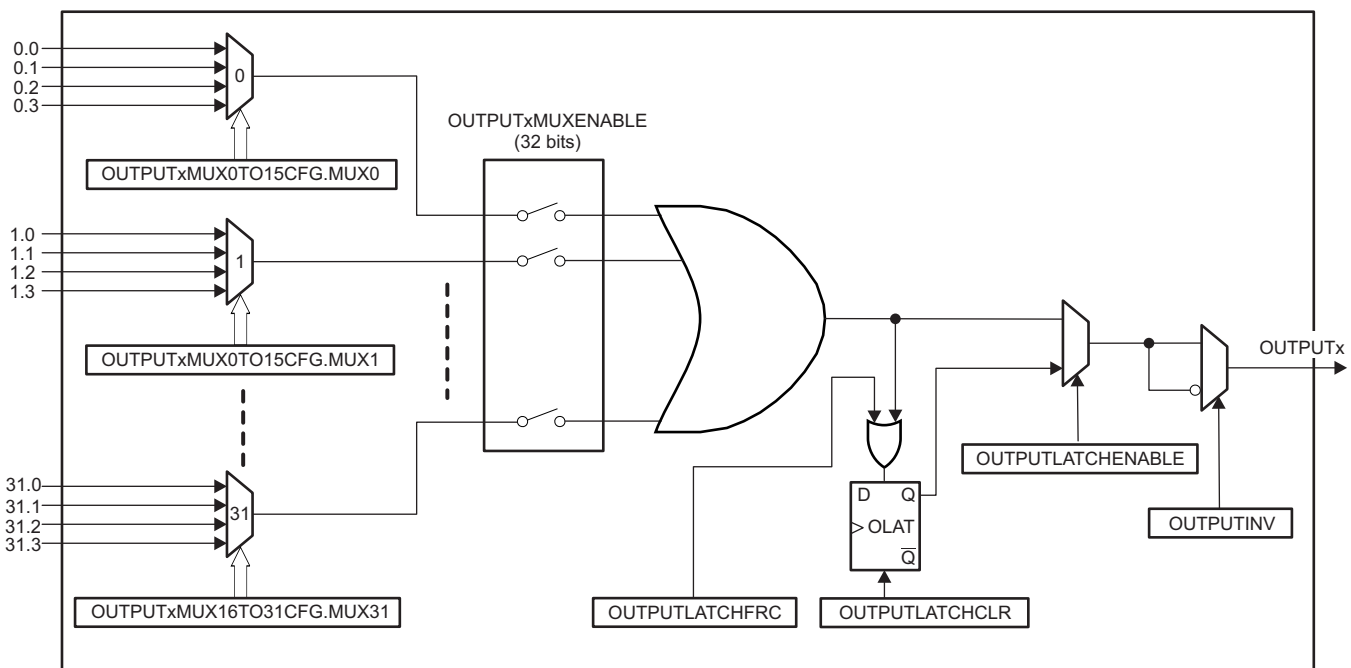 0.0
0.1
0.2
0.3
0
OUTPUTxMUX0TO15CFG.MUX0
1.0
1.1
1.2
1.3
1
OUTPUTxMUX0TO15CFG.MUX1
31.0
31.1
31.2
31.3
31
OUTPUTxMUX16TO31CFG.MUX31
OUTPUTxMUXENABLE
(32 bits)
D Q
OLAT
Q
OUTPUTLATCHFRC
OUTPUTLATCHCLR
OUTPUTLATCHENABLE
OUTPUTINV
OUTPUTx